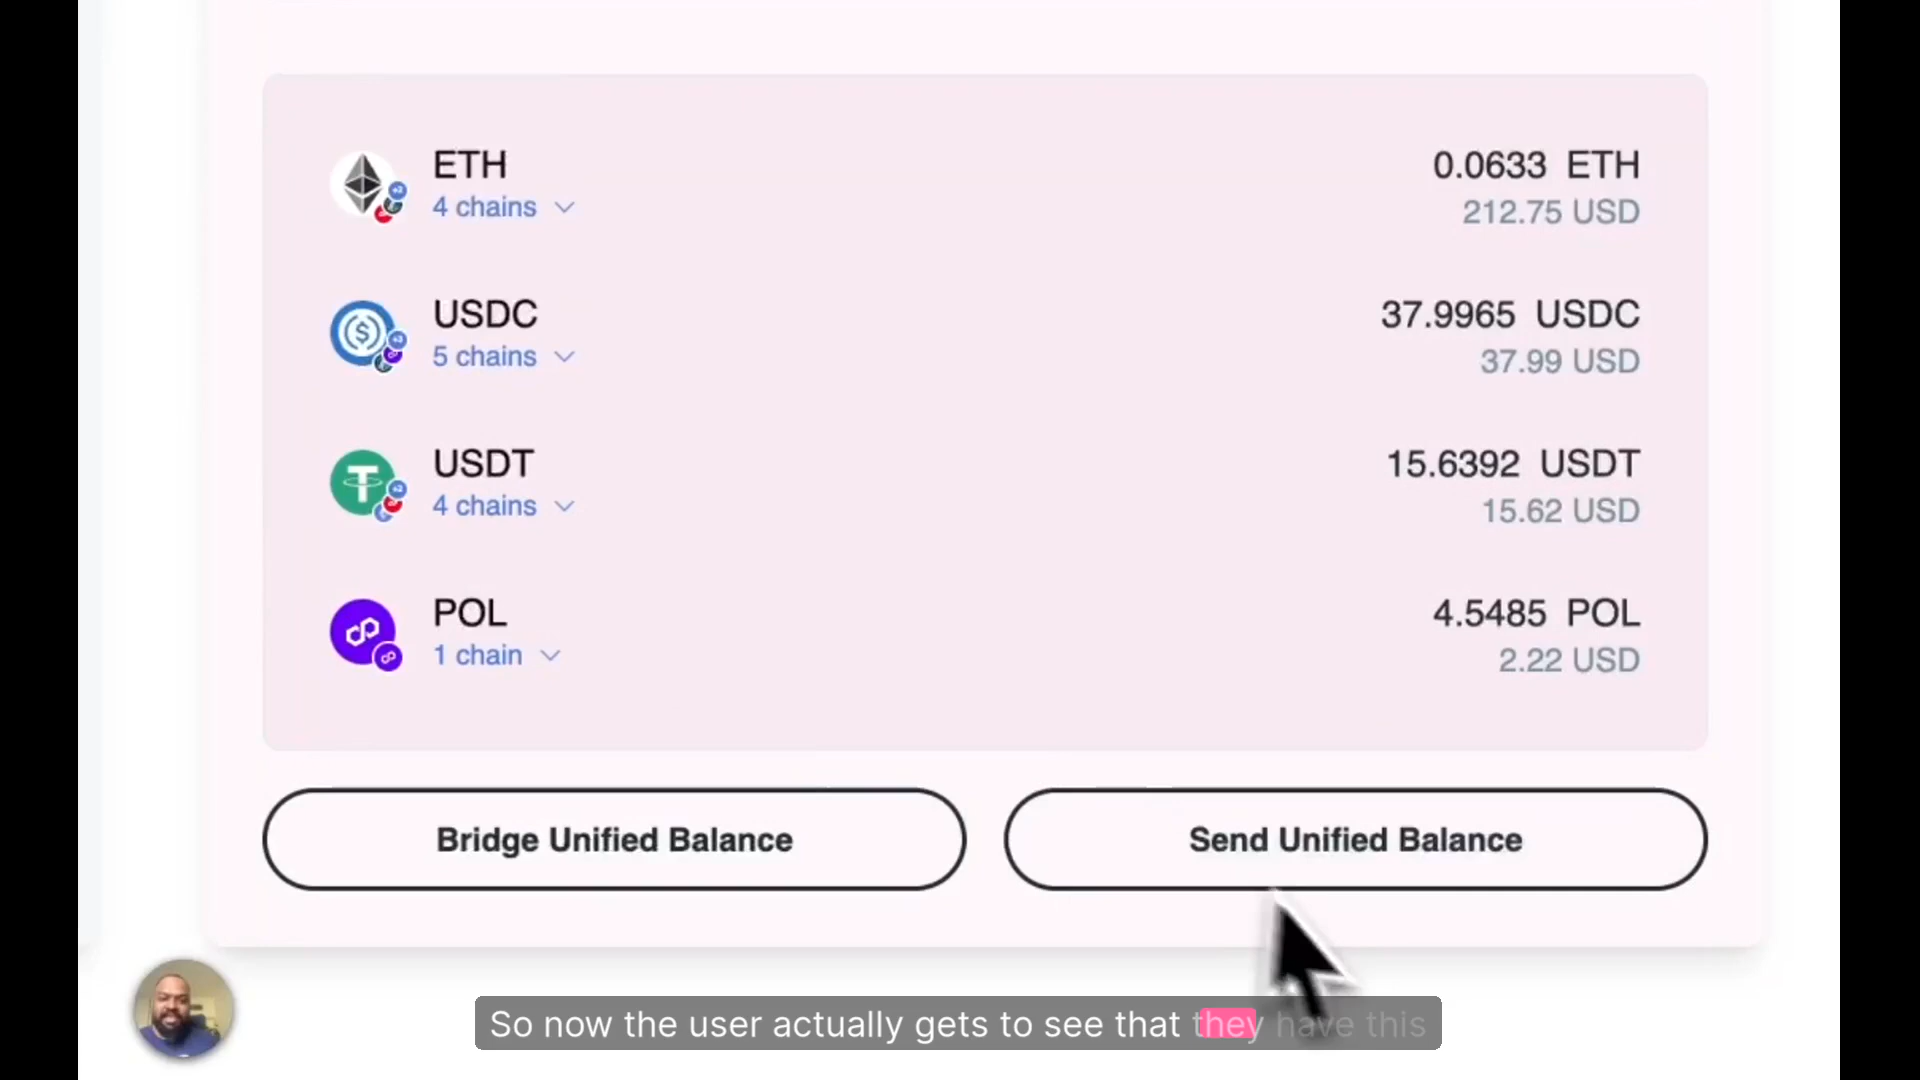 ETH
4 chains
0.0633 ETH
212.75 USD
USDC
5 chains
37.9965 USDC
37.99 USD
USDT
4 chains
15.6392 USDT
15.62 USD
POL
1 chain
4.5485 POL
2.22 USD
Bridge Unified Balance
Send Unified Balance
So now the user actually gets to see that they have this